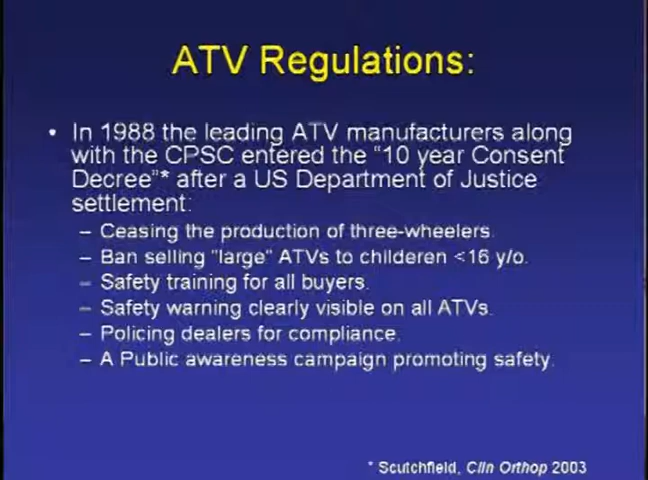 ATV Regulations:
• In 1988 the leading ATV manufacturers along
with the CPSC entered the "10 year Consent
Decree"* after a US Department of Justice
settlement:
– Ceasing the production of three-wheelers.
– Ban selling "large" ATVs to childeren <16 y/o.
– Safety training for all buyers.
– Safety warning clearly visible on all ATVs.
– Policing dealers for compliance.
– A Public awareness campaign promoting safety.
* Scutchfield, Clin Orthop 2003